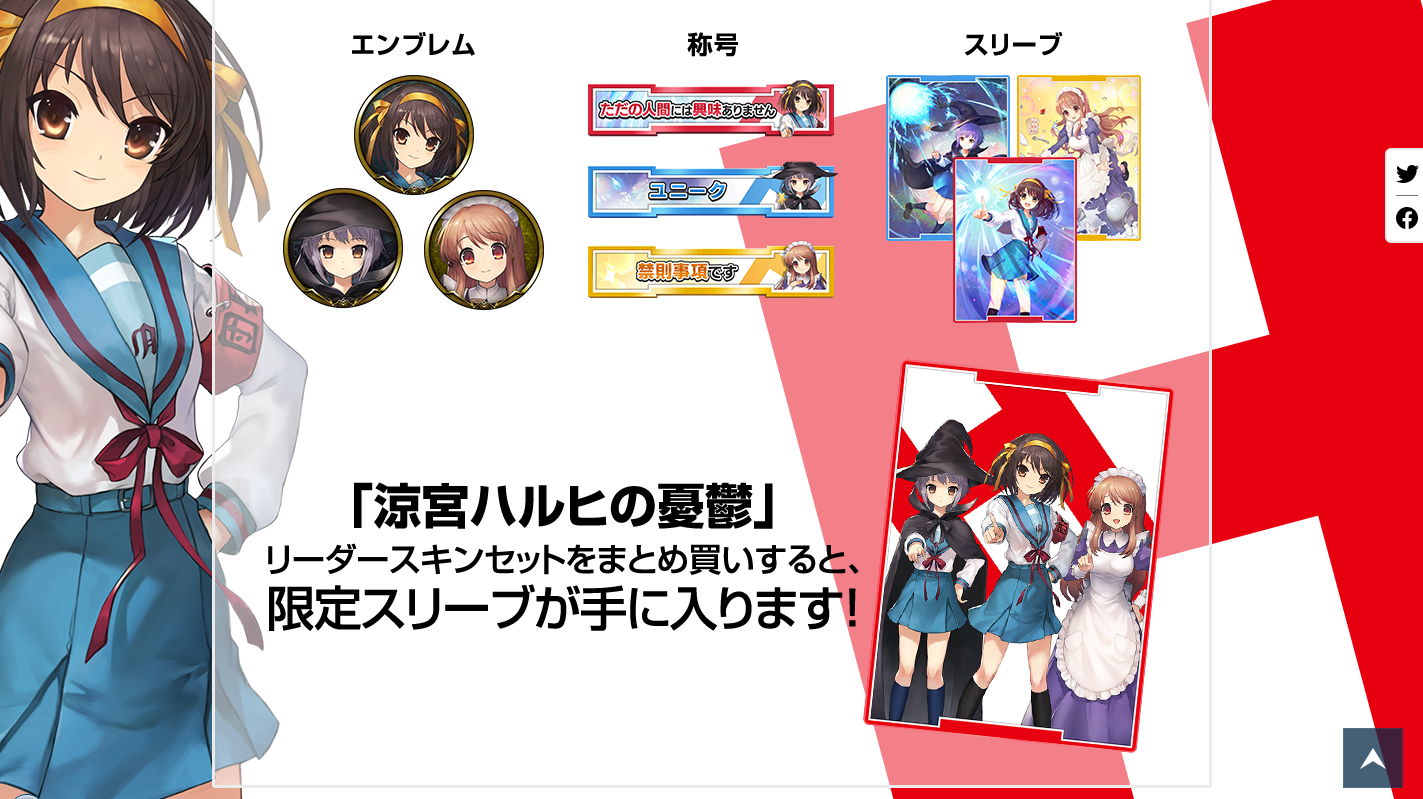 エンブレム
称号
スリーブ
ただの人間には興味ありません
ユニーク
禁則事項です
団
「涼宮ハルヒの憂鬱」
リーダースキンセットをまとめ買いすると、
限定スリーブが手に入ります!